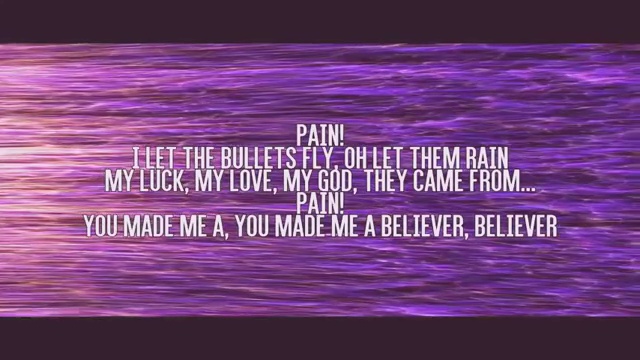 PAIN!
I LET THE BULLETS FLY, OH LET THEM RAIN
MY LUCK, MY LOVE, MY GOD, THEY CAME FROM...
PAIN!
YOU MADE ME A, YOU MADE ME A BELIEVER, BELIEVER